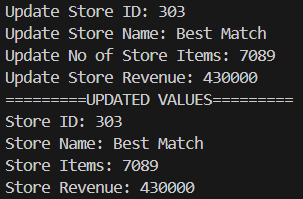 Update Store ID: 303
Update Store Name: Best Match
Update No of Store Items: 7089
Update Store Revenue: 430000
=========UPDATED VALUES=========
Store ID: 303
Store Name: Best Match
Store Items: 7089
Store Revenue: 430000